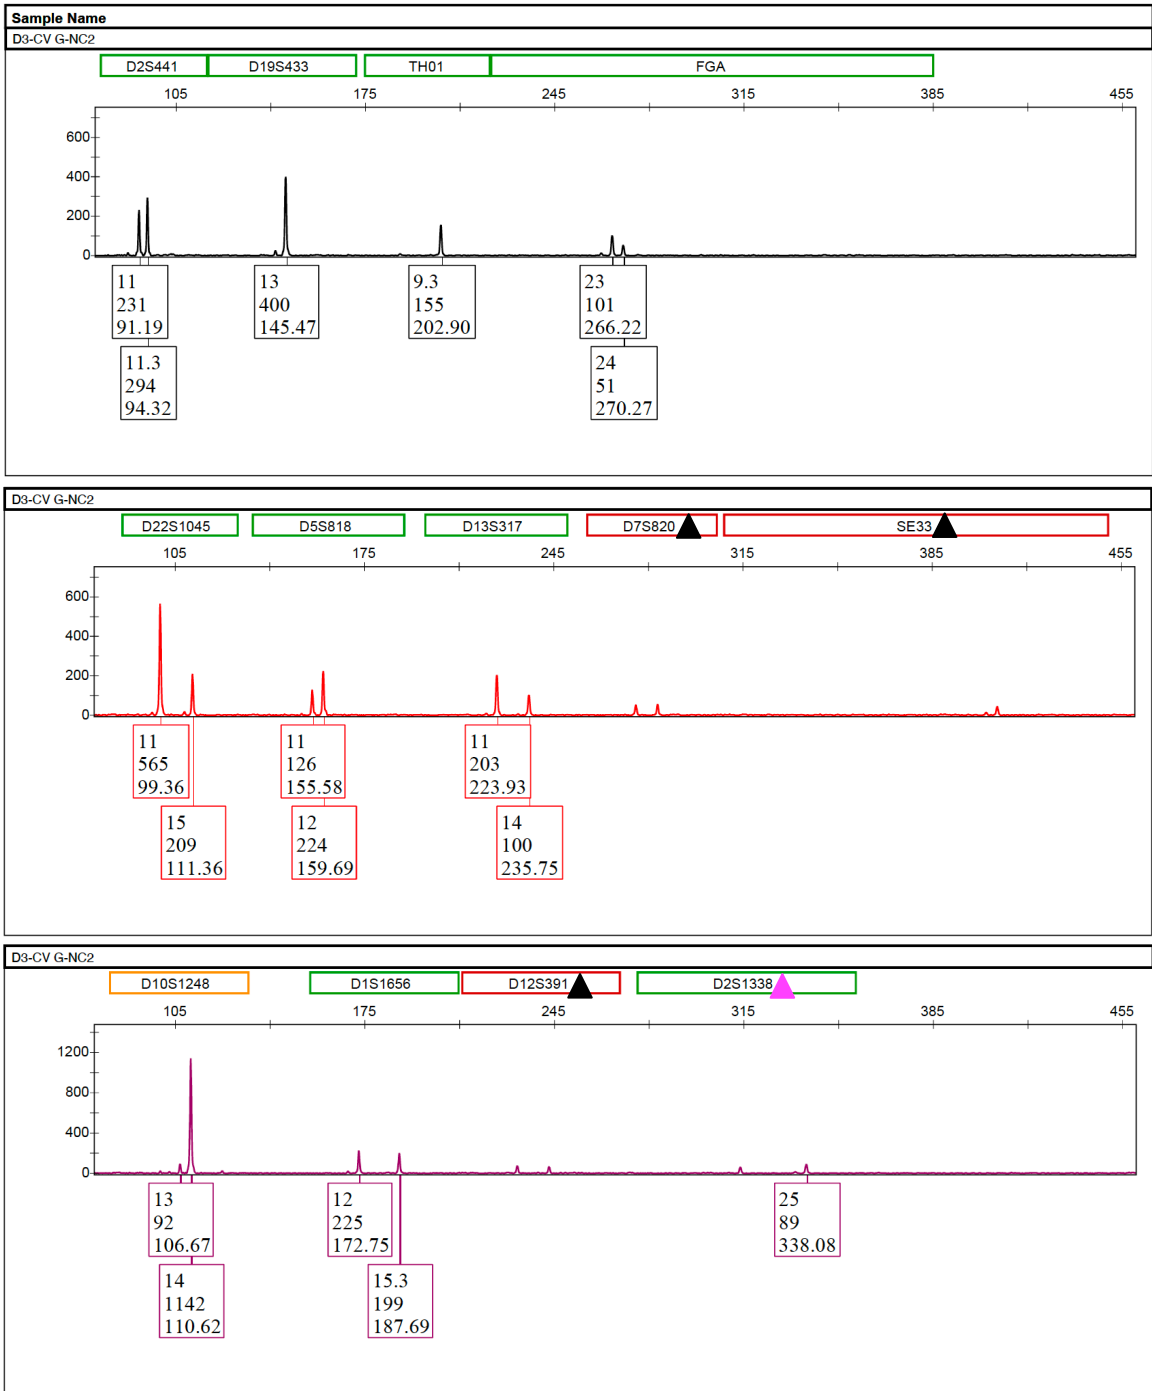 Sample Name
D3-CV G-NC2
D2S441 D19S433 TH01 FGA
105 175 245 315 385 455
600
400
200
0
11 13 9.3 23
231 400 155 101
91.19 145.47 202.90 266.22
11.3 24
294 51
94.32 270.27
D3-CV G-NC2
D22S1045 D5S818 D13S317 D7S820 SE33
105 175 245 315 385 455
600
400
200
0
11 11 11
565 126 203
99.36 155.58 223.93
15 12 14
209 224 100
111.36 159.69 235.75
D3-CV G-NC2
D10S1248 D1S1656 D12S391 D2S1338
105 175 245 315 385 455
1200
800
400
0
13 12 25
92 225 89
106.67 172.75 338.08
14 15.3
1142 199
110.62 187.69